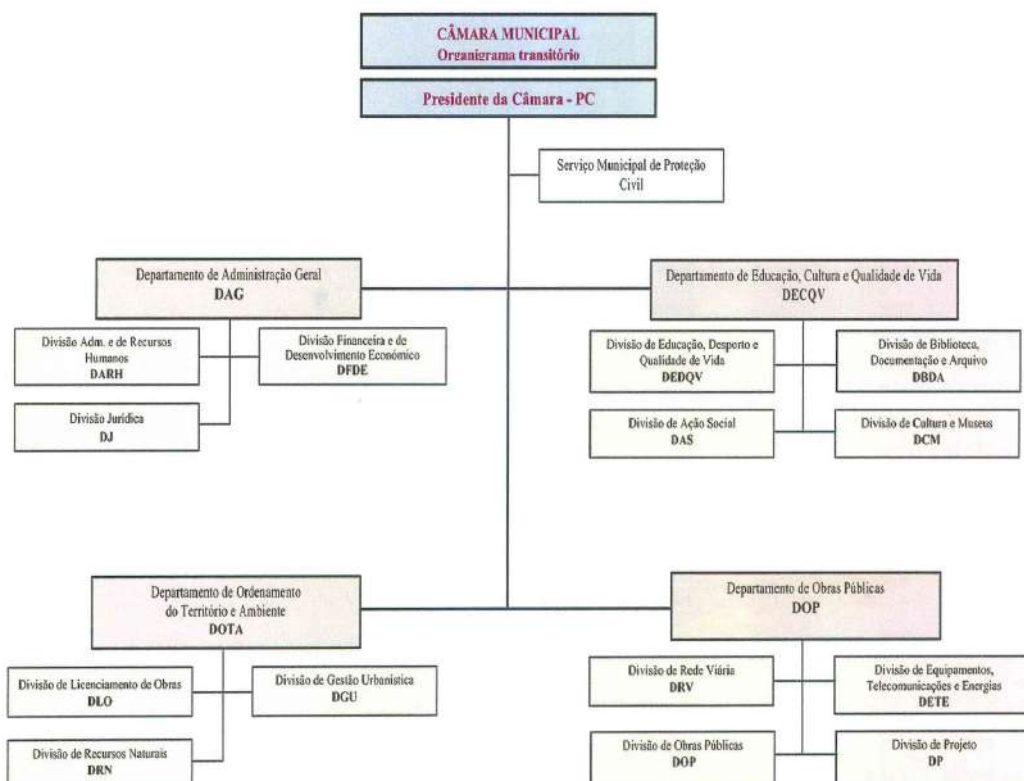 CÂMARA MUNICIPAL
Organigrama transitório
Presidente da Câmara - PC
Serviço Municipal de Proteção
Civil
Departamento de Administração Geral
DAG
Departamento de Educação, Cultura e Qualidade de Vida
DECQV
Divisão Adm. e de Recursos
Humanos
DARH
Divisão Financeira e de
Desenvolvimento Económico
DFDE
Divisão Jurídica
DJ
Divisão de Educação, Desporto e
Qualidade de Vida
DEDQV
Divisão de Biblioteca,
Documentação e Arquivo
DBDA
Divisão de Ação Social
DAS
Divisão de Cultura e Museus
DCM
Departamento de Ordenamento
do Território e Ambiente
DOTA
Departamento de Obras Públicas
DOP
Divisão de Licenciamento de Obras
DLO
Divisão de Gestão Urbanística
DGU
Divisão de Recursos Naturais
DRN
Divisão de Rede Viária
DRV
Divisão de Equipamentos,
Telecomunicações e Energias
DETE
Divisão de Obras Públicas
DOP
Divisão de Projeto
DP